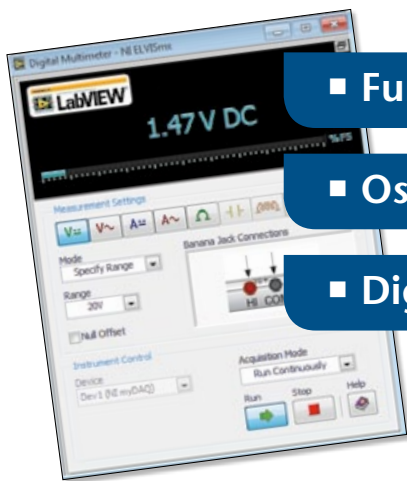 Digital Multimeter - NI ELVISmx
LabVIEW
1.47 V DC
%FS
Measurement Settings
V= V~ A= A~ Ω
Mode
Specify Range
Banana Jack Connections
Range
20V
HI COM
Null Offset
Instrument Control
Device
Dev1 (NI myDAQ)
Acquisition Mode
Run Continuously
Run Stop Help
▪ Fu
▪ Os
▪ Dig